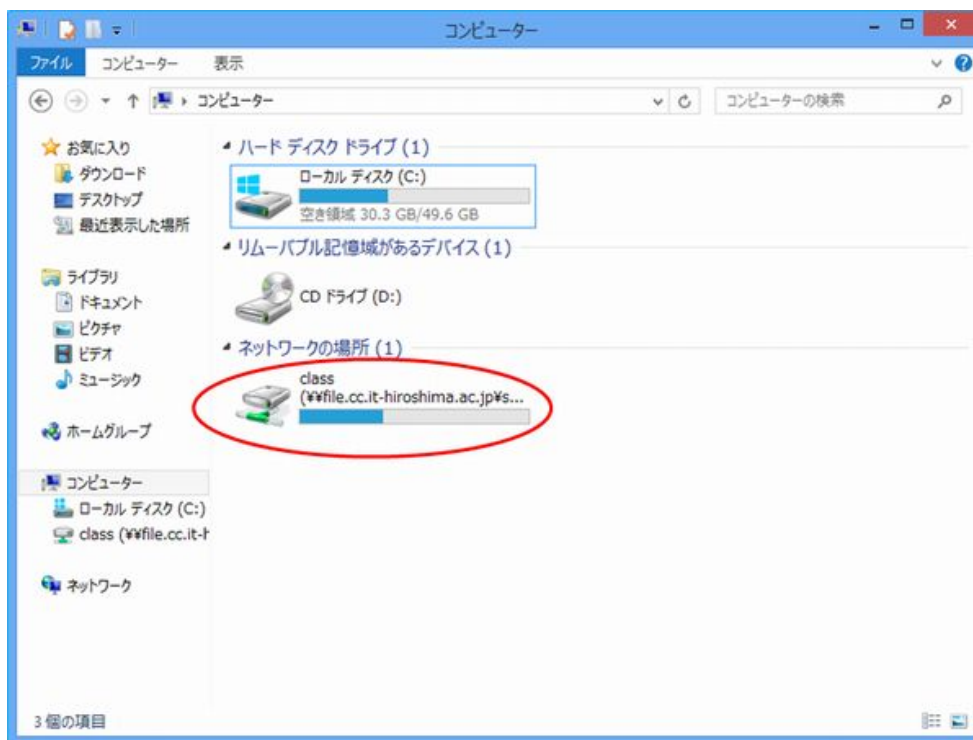 コンピューター
ファイル コンピューター 表示
コンピューター コンピューターの検索
お気に入り
ダウンロード
デスクトップ
最近表示した場所
ライブラリ
ドキュメント
ピクチャ
ビデオ
ミュージック
ホームグループ
コンピューター
ローカル ディスク (C:)
class (¥¥file.cc.it-h
ネットワーク
ハード ディスク ドライブ (1)
ローカル ディスク (C:)
空き領域 30.3 GB/49.6 GB
リムーバブル記憶域があるデバイス (1)
CD ドライブ (D:)
ネットワークの場所 (1)
class
(¥¥file.cc.it-hiroshima.ac.jp¥s...
3 個の項目